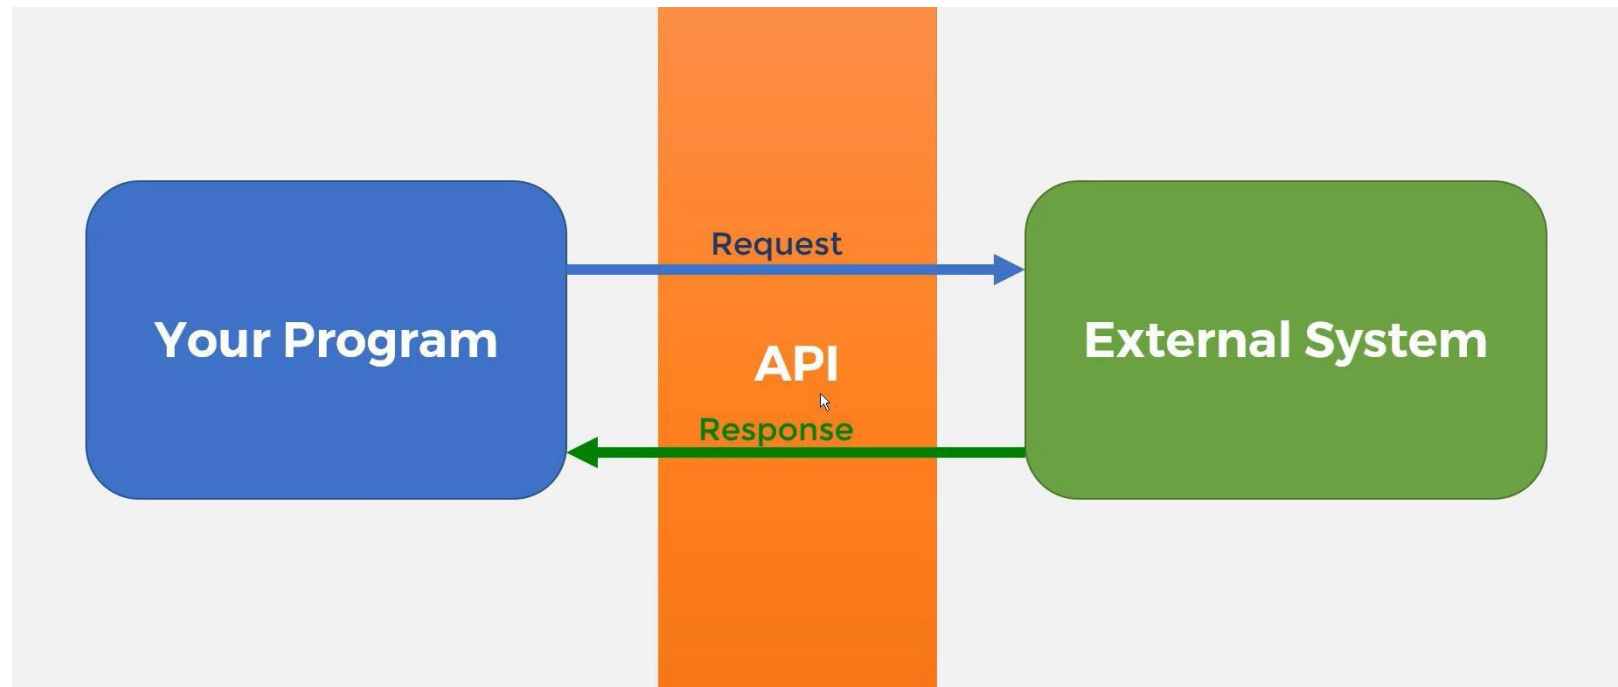 Request
Your Program
External System
API
Response